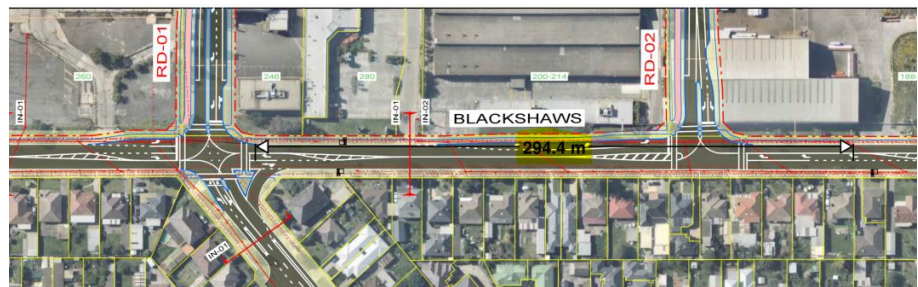 RD-01
RD-02
260
246
280
200-214
188
IN-01
IN-01
IN-02
BLACKSHAWS
294.4 m
IN-01